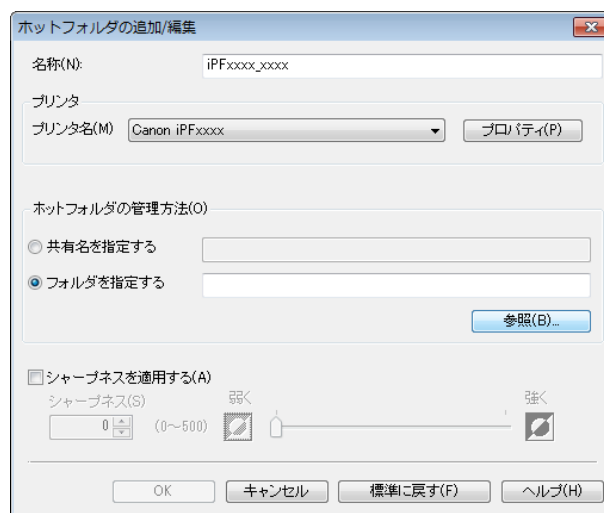 ホットフォルダの追加/編集
名称(N): iPFxxxx_xxxx
プリンタ
プリンタ名(M) Canon iPFxxxx プロパティ(P)
ホットフォルダの管理方法(O)
共有名を指定する
フォルダを指定する
参照(B)...
シャープネスを適用する(A)
シャープネス(S) 弱く 強く
0 (0～500)
OK キャンセル 標準に戻す(F) ヘルプ(H)